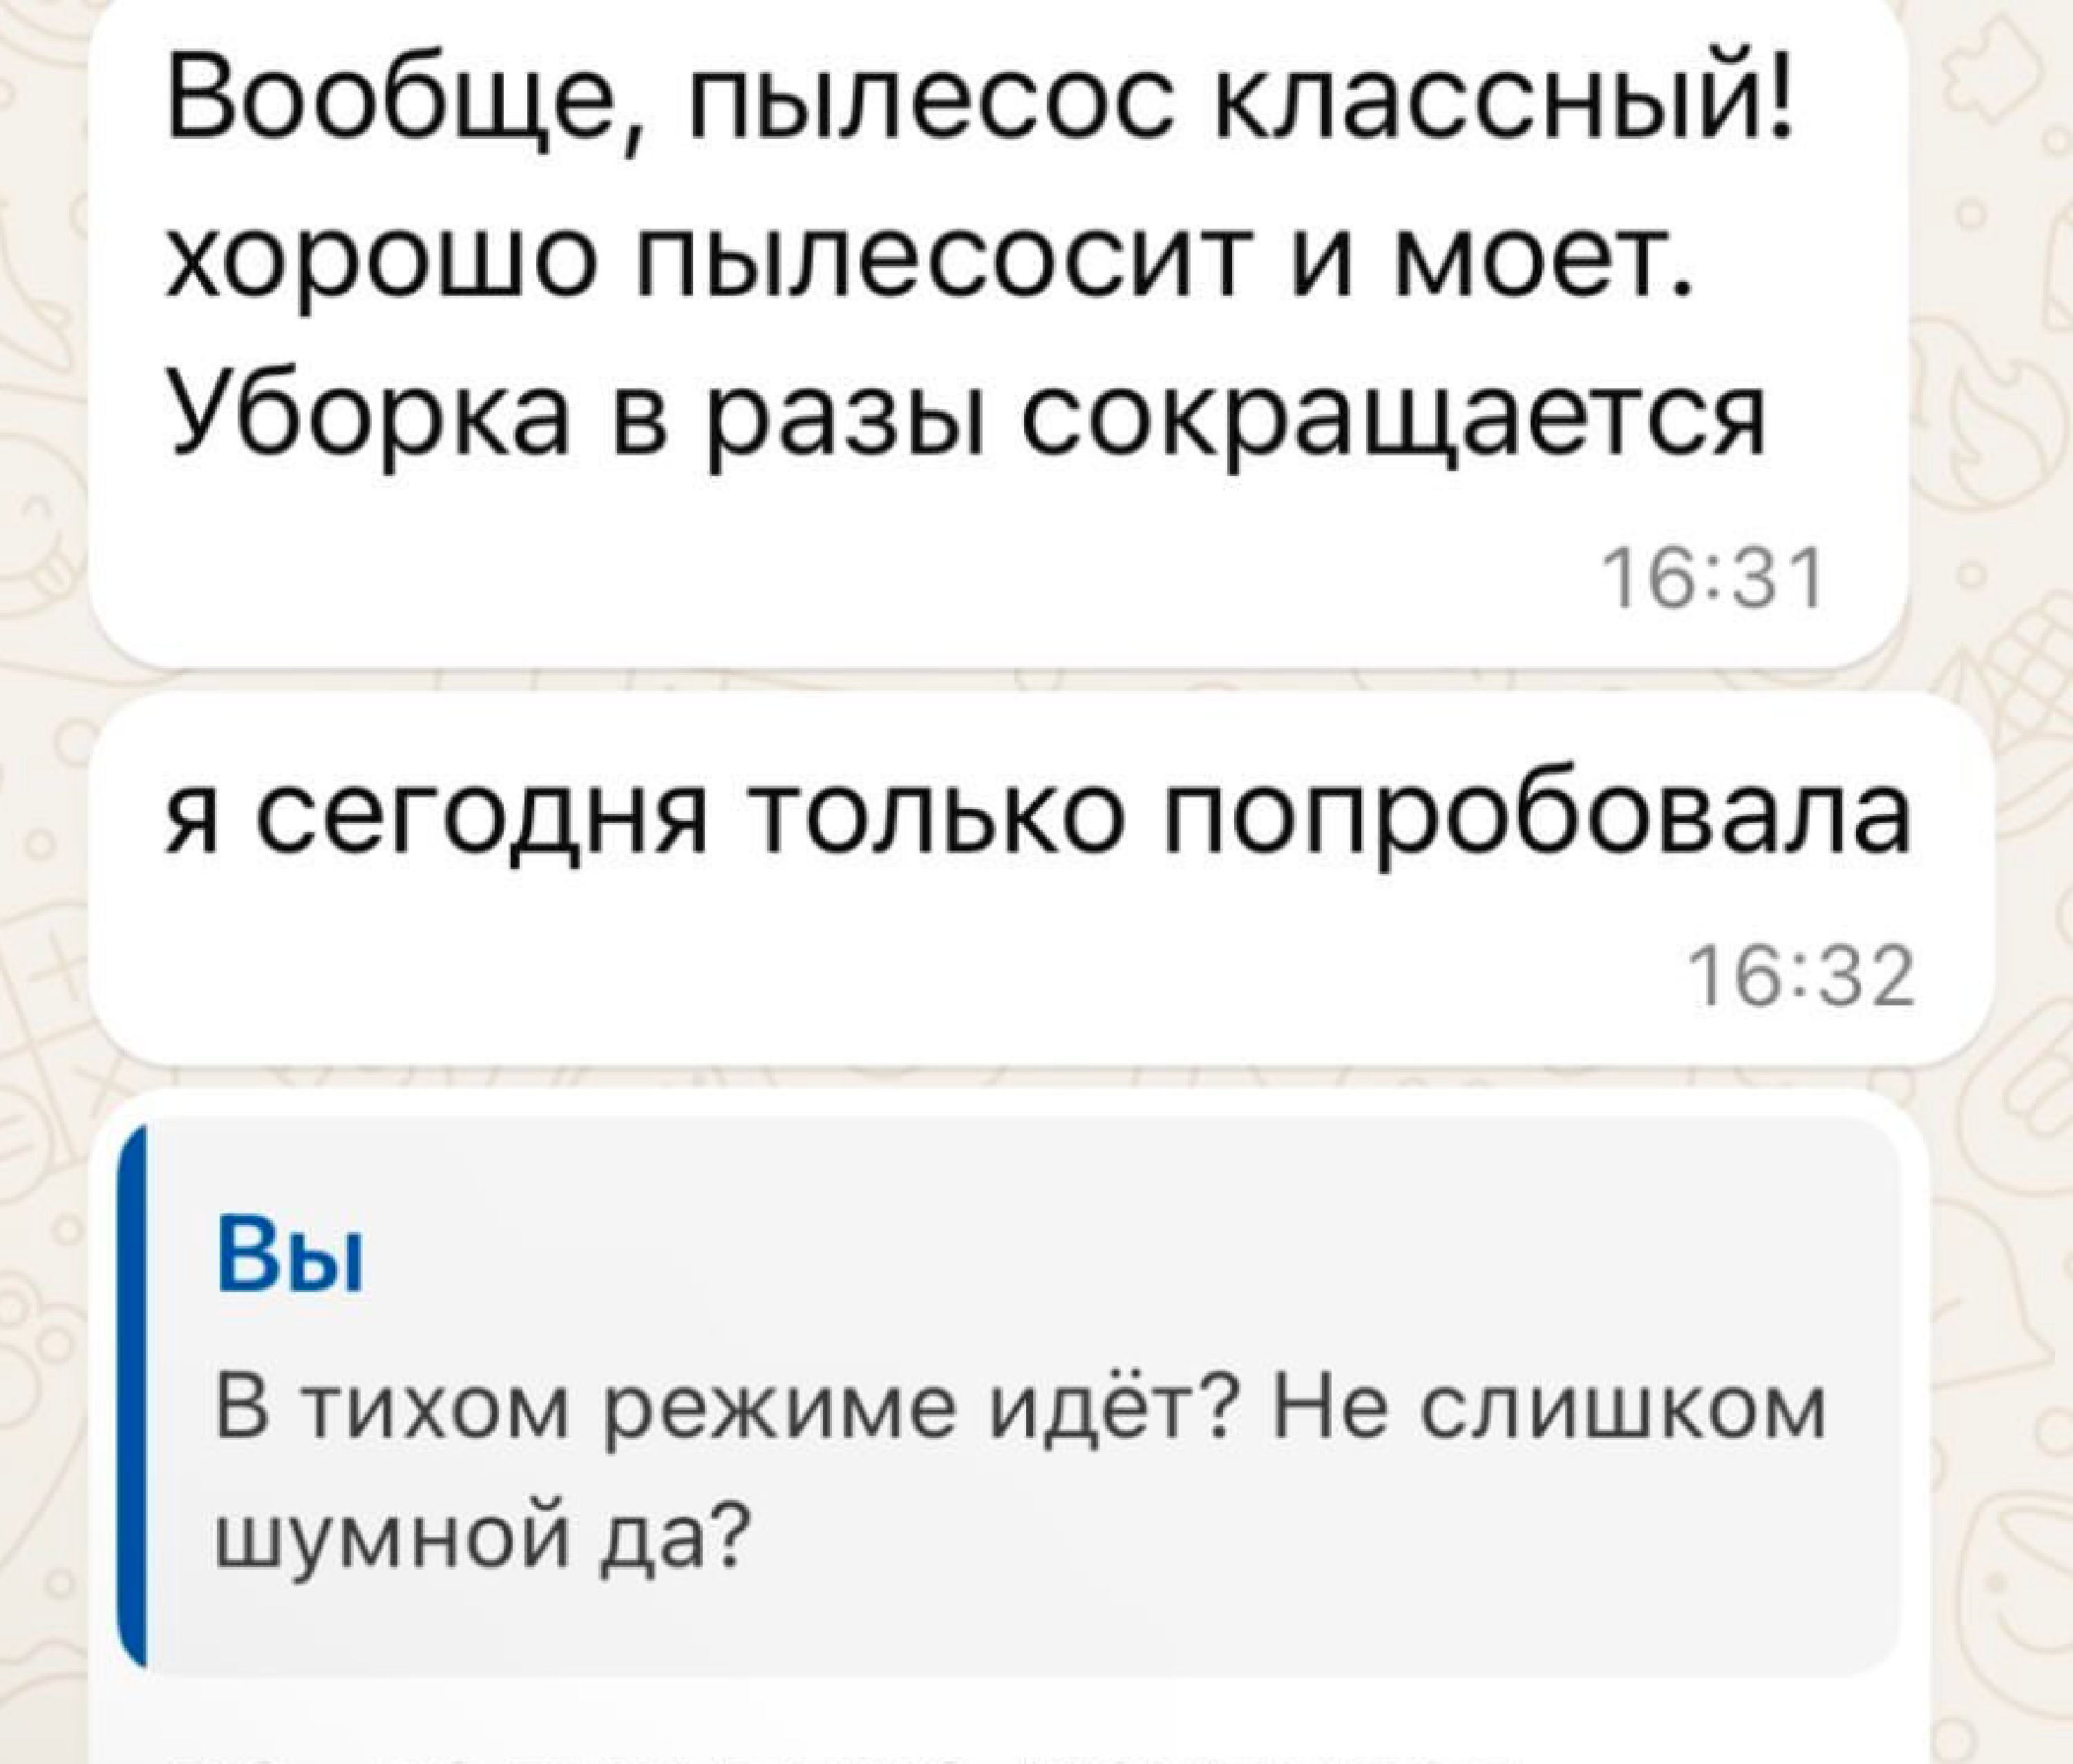 Вообще, пылесос классный!
хорошо пылесосит и моет.
Уборка в разы сокращается
16:31
я сегодня только попробовала
16:32
Вы
В тихом режиме идёт? Не слишком
шумной да?